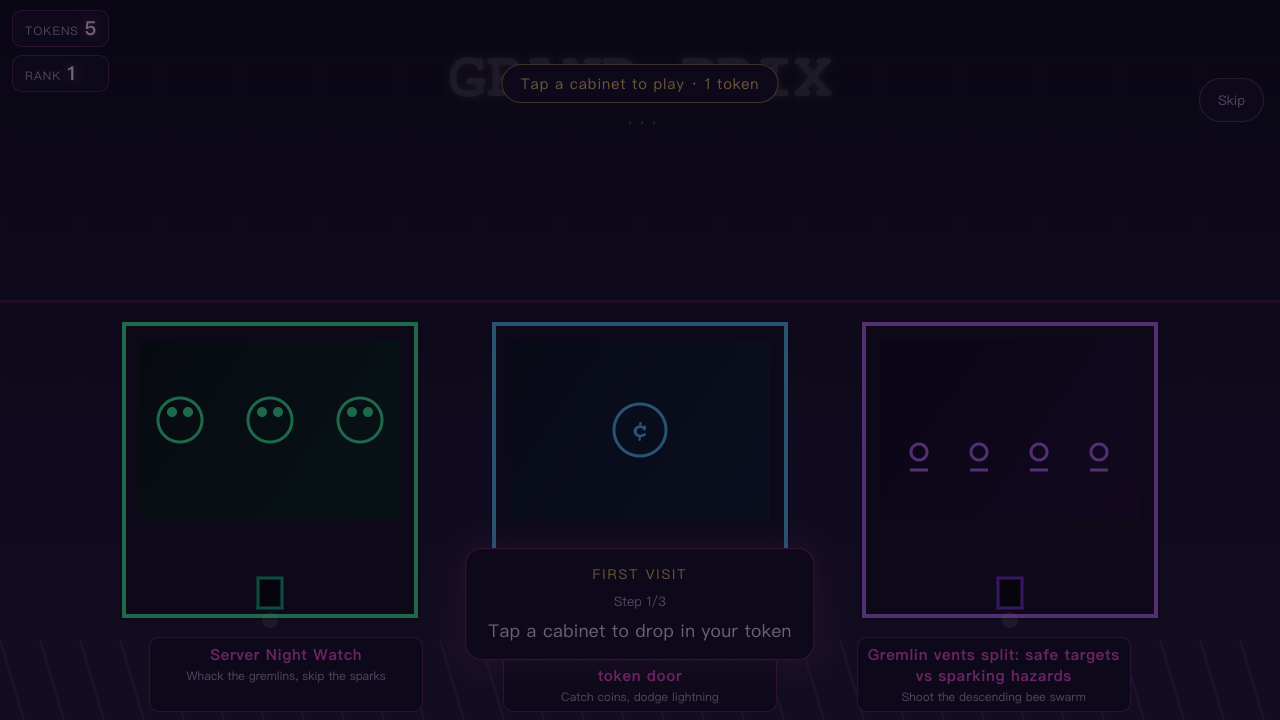 TOKENS 5
RANK 1
Tap a cabinet to play · 1 token
Skip
¢
FIRST VISIT
Step 1/3
Tap a cabinet to drop in your token
Server Night Watch
Whack the gremlins, skip the sparks
token door
Catch coins, dodge lightning
Gremlin vents split: safe targets
vs sparking hazards
Shoot the descending bee swarm